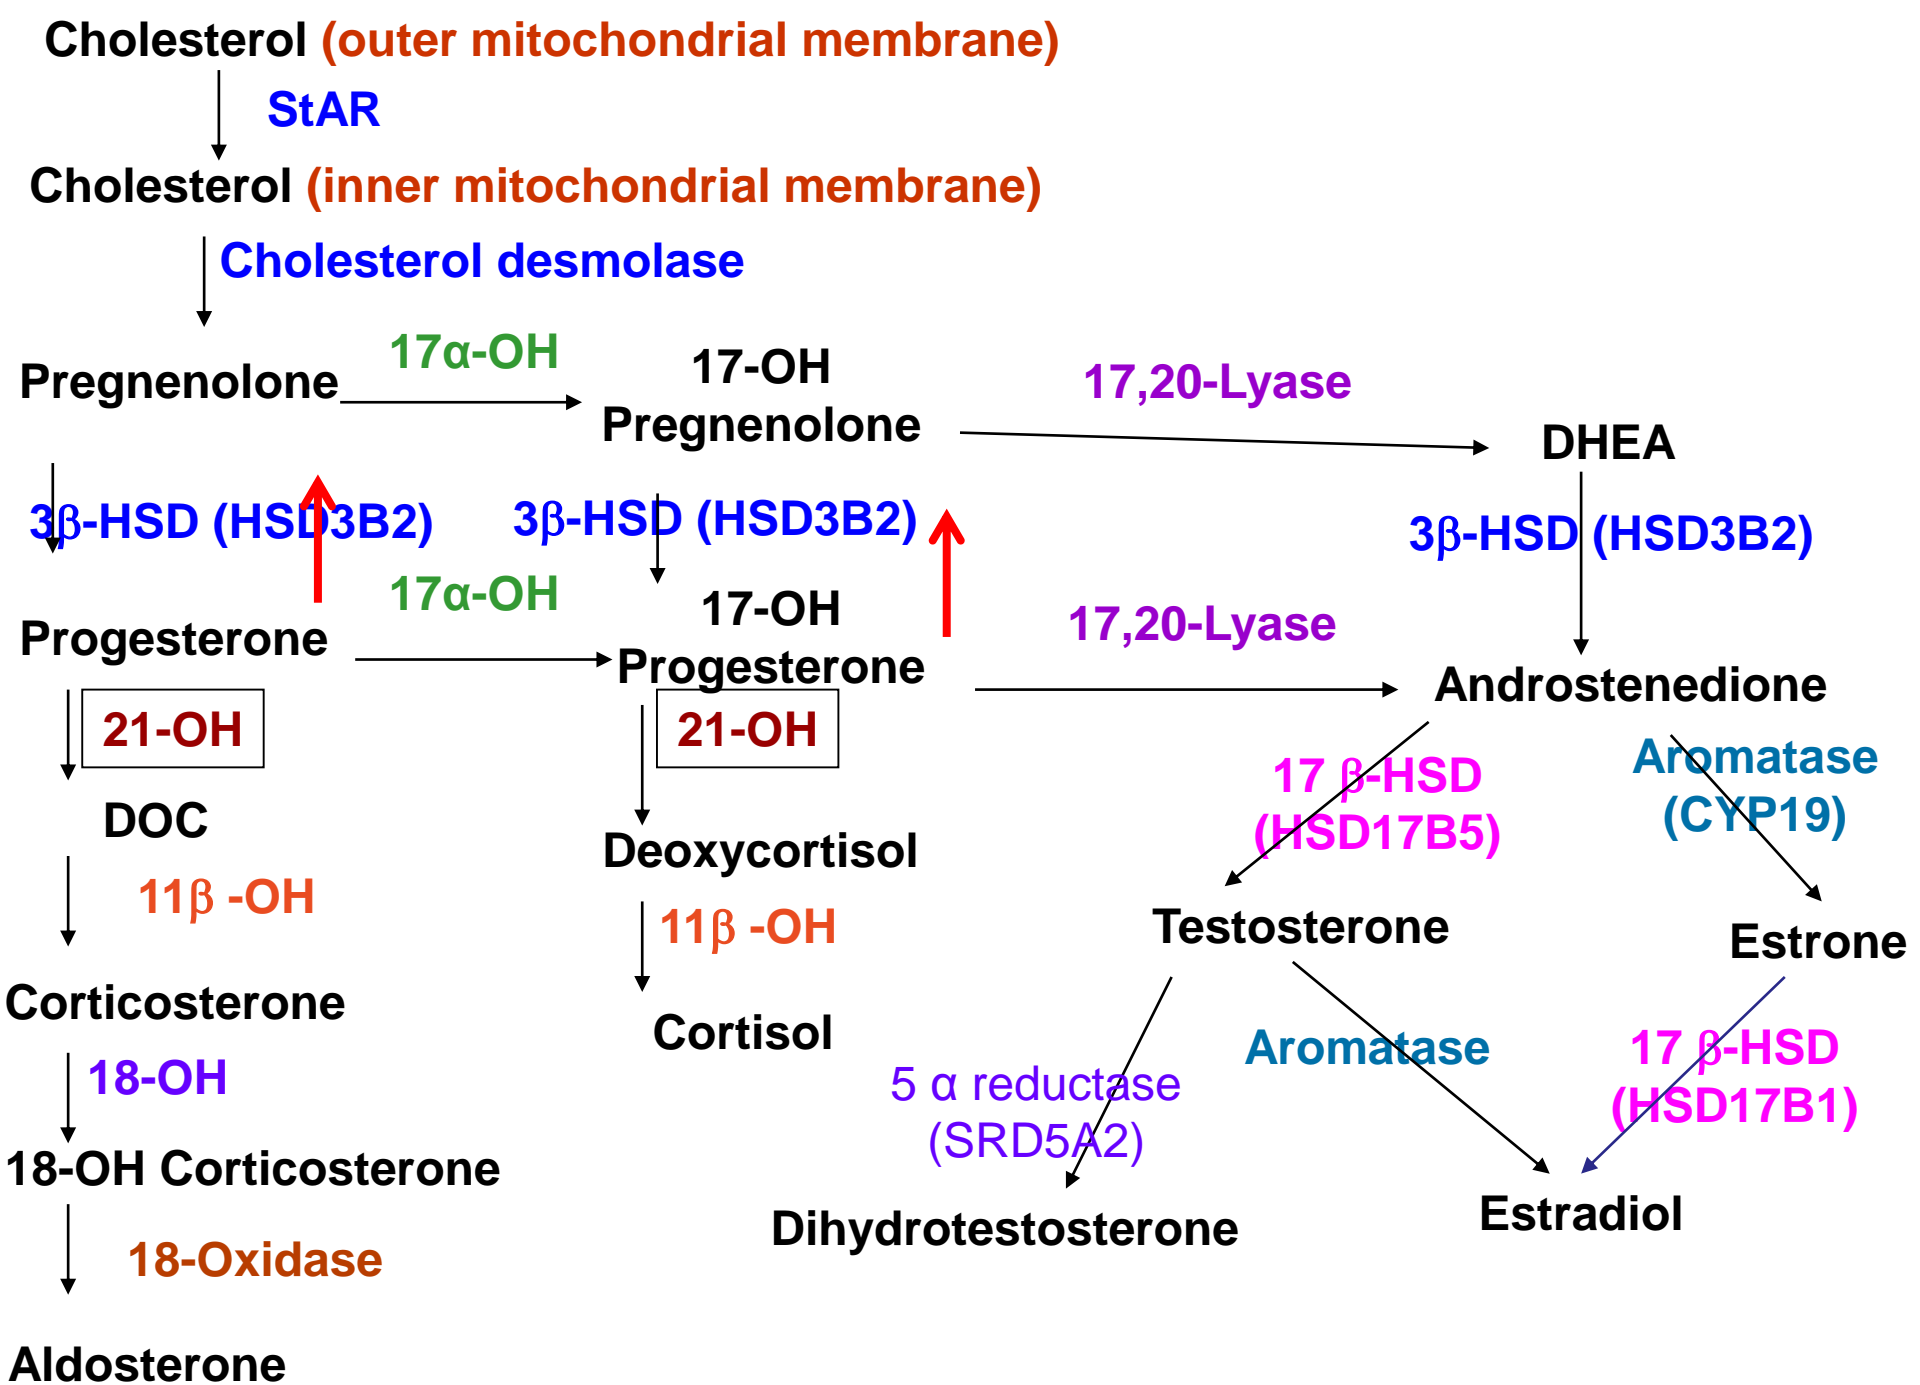 Cholesterol (outer mitochondrial membrane)
StAR
Cholesterol (inner mitochondrial membrane)
Cholesterol desmolase
17α-OH
17-OH
Pregnenolone
17,20-Lyase
Pregnenolone
DHEA
3β-HSD (HSD3B2)
3β-HSD (HSD3B2)
3β-HSD (HSD3B2)
17α-OH
17-OH
Progesterone
17,20-Lyase
Progesterone
Androstenedione
21-OH
21-OH
17 β-HSD
(HSD17B5)
Aromatase
(CYP19)
DOC
Deoxycortisol
11β -OH
11β -OH
Testosterone
Estrone
Corticosterone
Cortisol
18-OH
5 α reductase
(SRD5A2)
Aromatase
17 β-HSD
(HSD17B1)
18-OH Corticosterone
Dihydrotestosterone
Estradiol
18-Oxidase
Aldosterone